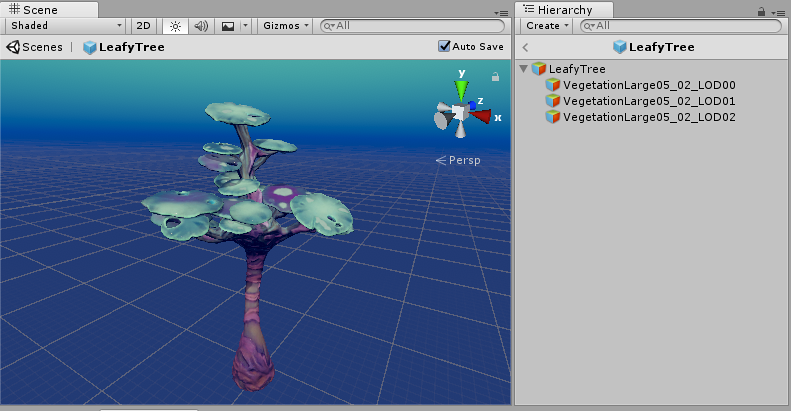 Scene
Shaded 2D Gizmos All
Scenes | LeafyTree Auto Save
y
z
x
Persp
Hierarchy
Create All
LeafyTree
LeafyTree
VegetationLarge05_02_LOD00
VegetationLarge05_02_LOD01
VegetationLarge05_02_LOD02